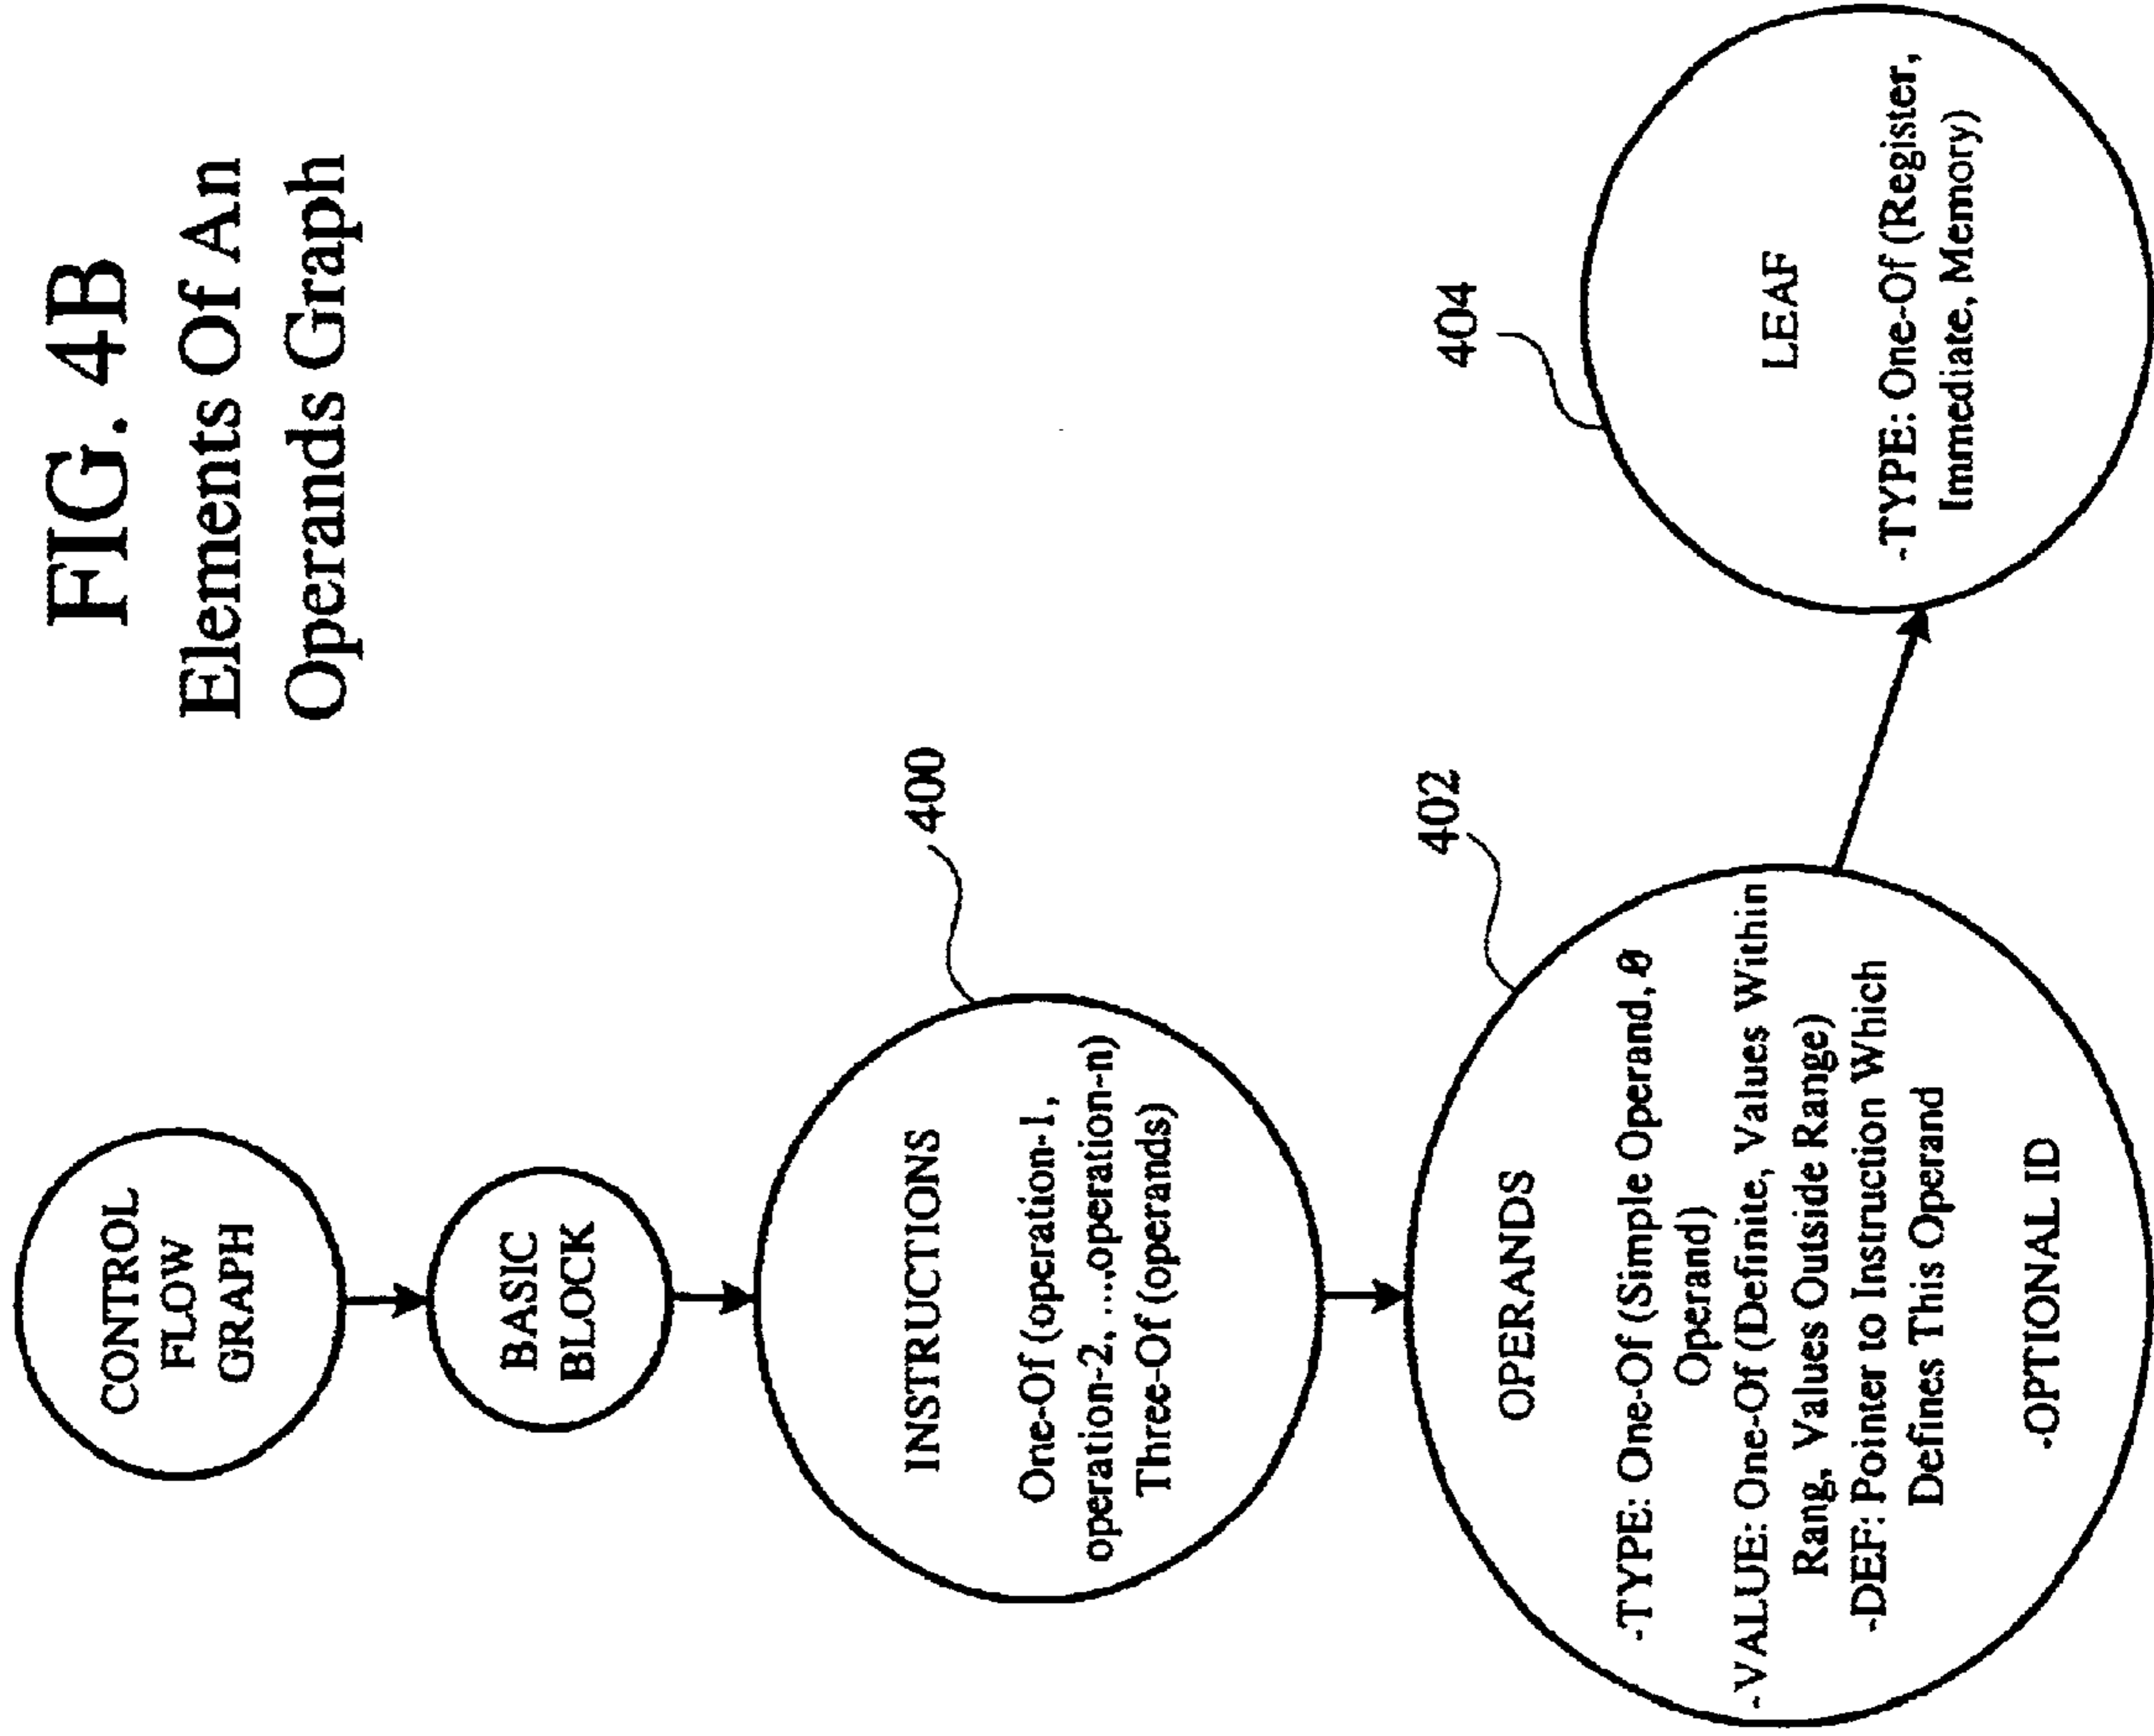 FIG. 4B
Elements Of An
Operands Graph
CONTROL
FLOW
GRAPH
BASIC
BLOCK
400
INSTRUCTIONS
One-Of (operation-1,
operation-2, ...,operation-n)
Three-Of (operands)
402
OPERANDS
-TYPE: One-Of (Simple Operand, Ø
Operand)
-VALUE: One-Of (Definite, Values Within
Rang, Values Outside Range)
-DEF: Pointer to Instruction Which
Defines This Operand
-OPTIONAL ID
404
LEAF
-TYPE: One-Of (Register,
Immediate, Memory)